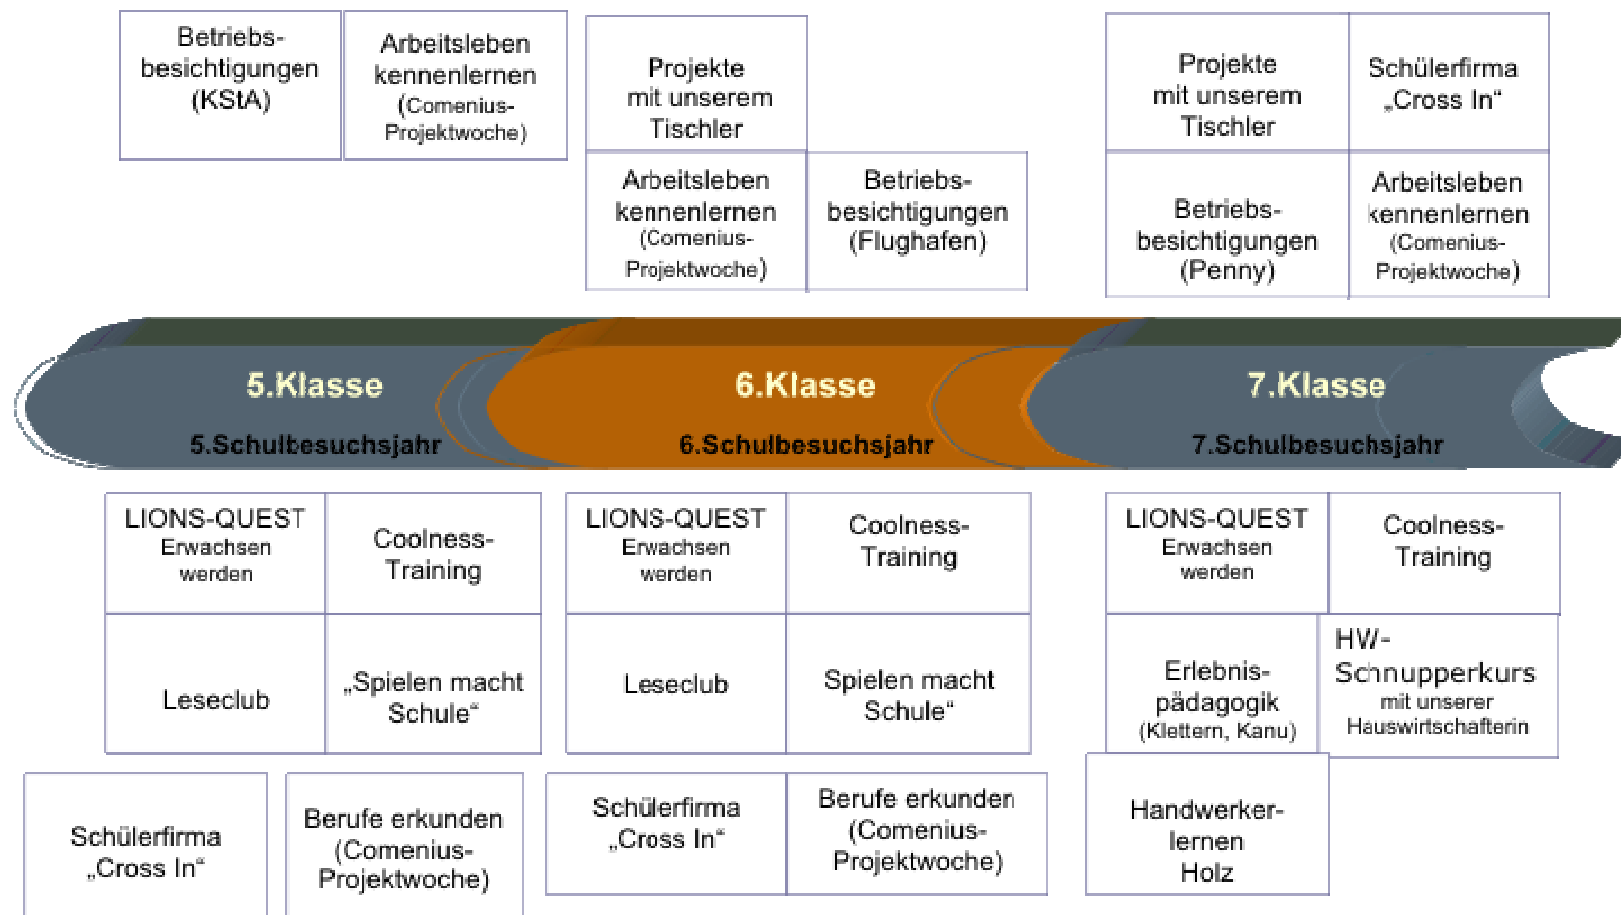 Betriebs-
besichtigungen
(KStA)
Arbeitsleben
kennenlernen
(Comenius-
Projektwoche)
Projekte
mit unserem
Tischler
Arbeitsleben
kennenlernen
(Comenius-
Projektwoche)
Betriebs-
besichtigungen
(Flughafen)
Projekte
mit unserem
Tischler
Schülerfirma
„Cross In“
Betriebs-
besichtigungen
(Penny)
Arbeitsleben
kennenlernen
(Comenius-
Projektwoche)
5.Klasse
5.Schulbesuchsjahr
6.Klasse
6.Schulbesuchsjahr
7.Klasse
7.Schulbesuchsjahr
LIONS-QUEST
Erwachsen
werden
Coolness-
Training
Leseclub
„Spielen macht
Schule“
Schülerfirma
„Cross In“
Berufe erkunden
(Comenius-
Projektwoche)
LIONS-QUEST
Erwachsen
werden
Coolness-
Training
Leseclub
Spielen macht
Schule“
Schülerfirma
„Cross In“
Berufe erkunden
(Comenius-
Projektwoche)
LIONS-QUEST
Erwachsen
werden
Coolness-
Training
Erlebnis-
pädagogik
(Klettern, Kanu)
HW-
Schnupperkurs
mit unserer
Hauswirtschafterin
Handwerker-
lernen
Holz